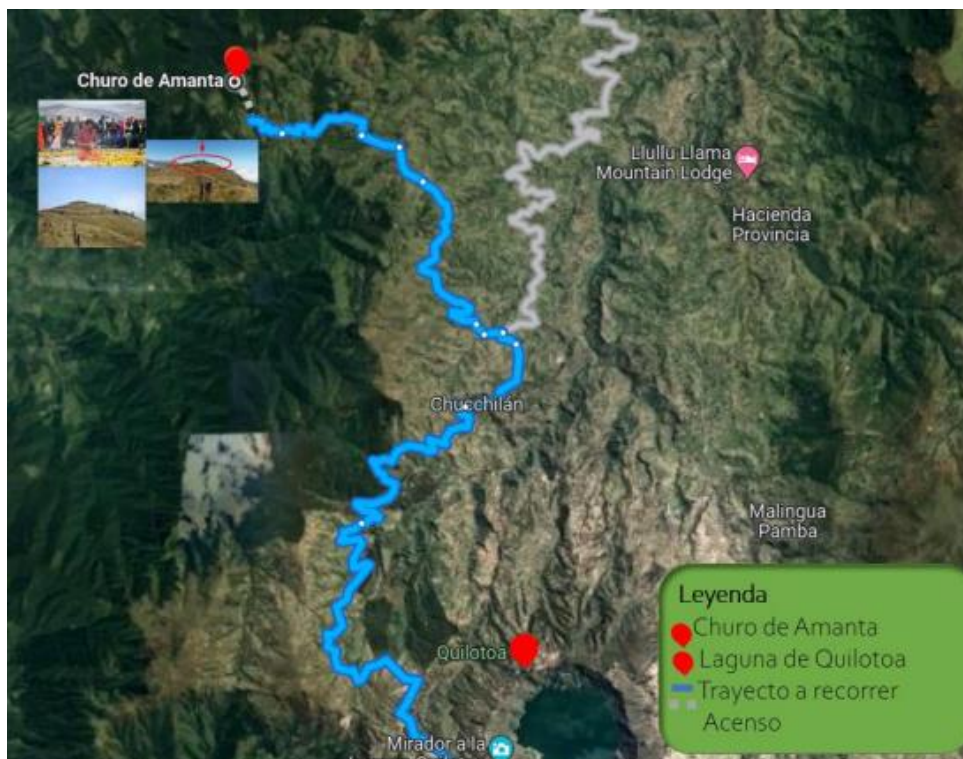 Churo de Amanta
Llullu Llama
Mountain Lodge
Hacienda
Provincia
Chugchilán
Malingua
Pamba
Quilotoa
Mirador a la
Leyenda
Churo de Amanta
Laguna de Quilotoa
Trayecto a recorrer
Acenso